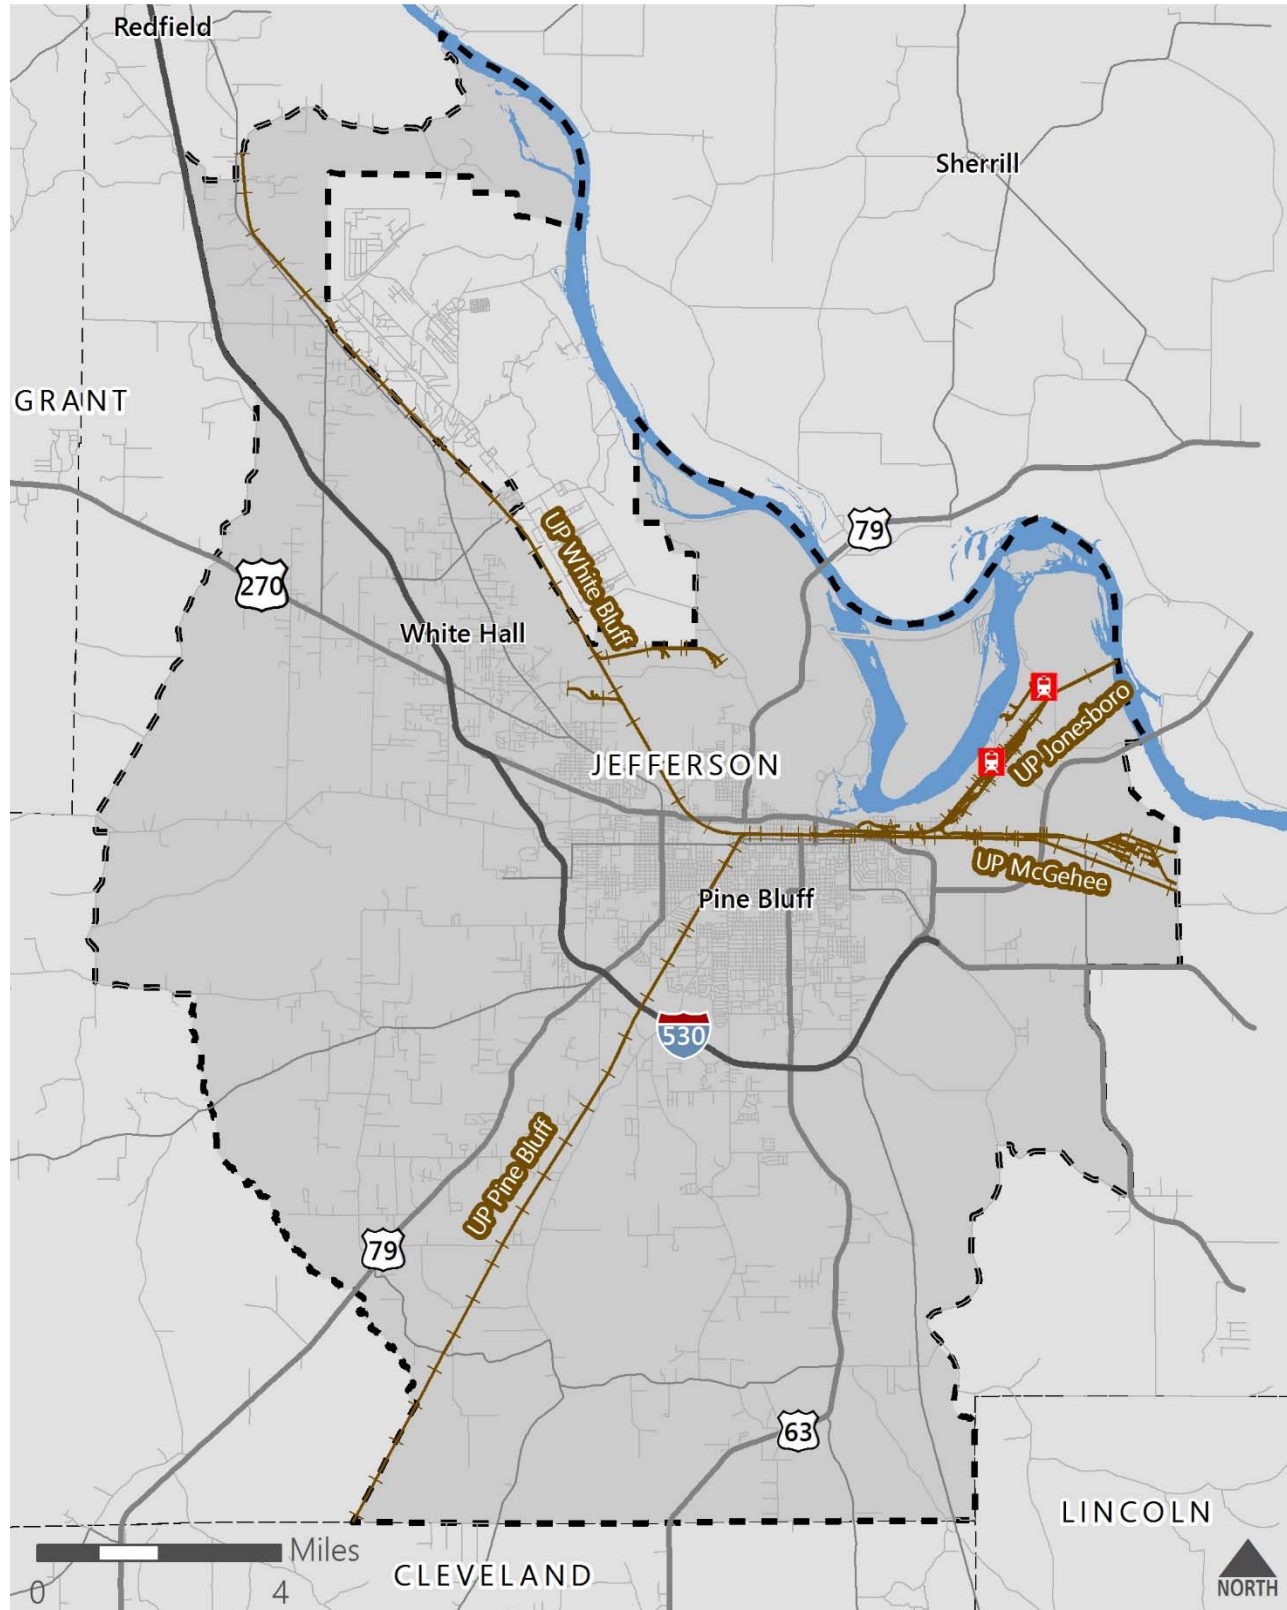 Redfield
Sherrill
GRANT
79
UP White Bluff
270
White Hall
UP Jonesboro
JEFFERSON
UP McGehee
Pine Bluff
530
UP Pine Bluff
79
63
LINCOLN
Miles
0 4
CLEVELAND
NORTH